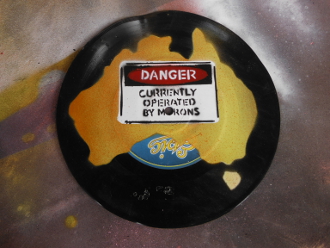 DANGER
CURRENTLY
OPERATED
BY MORONS